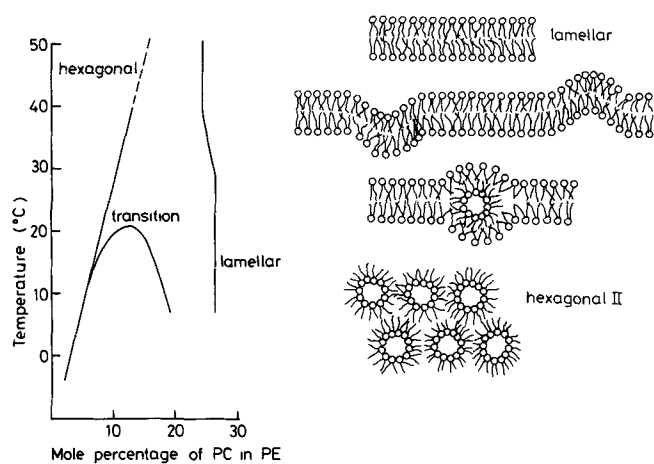 50
40
30
20
10
0
Temperature (°C)
hexagonal
transition
lamellar
10
20
30
Mole percentage of PC in PE
lamellar
hexagonal II